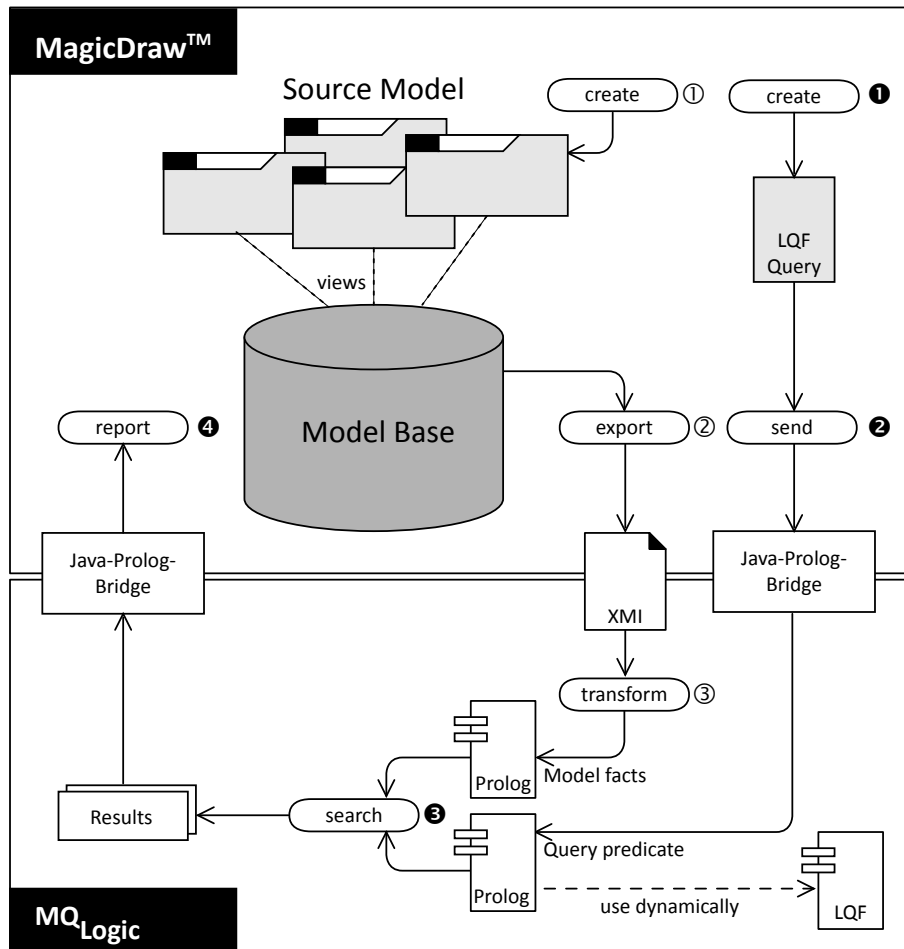 MagicDraw™
Source Model
create ①
create ❶
LQF
Query
views
Model Base
report ❹
export ②
send ❷
Java-Prolog-
Bridge
Java-Prolog-
Bridge
XMI
transform ③
Prolog
Model facts
Results
search ❸
Prolog
Query predicate
use dynamically
LQF
MQLogic